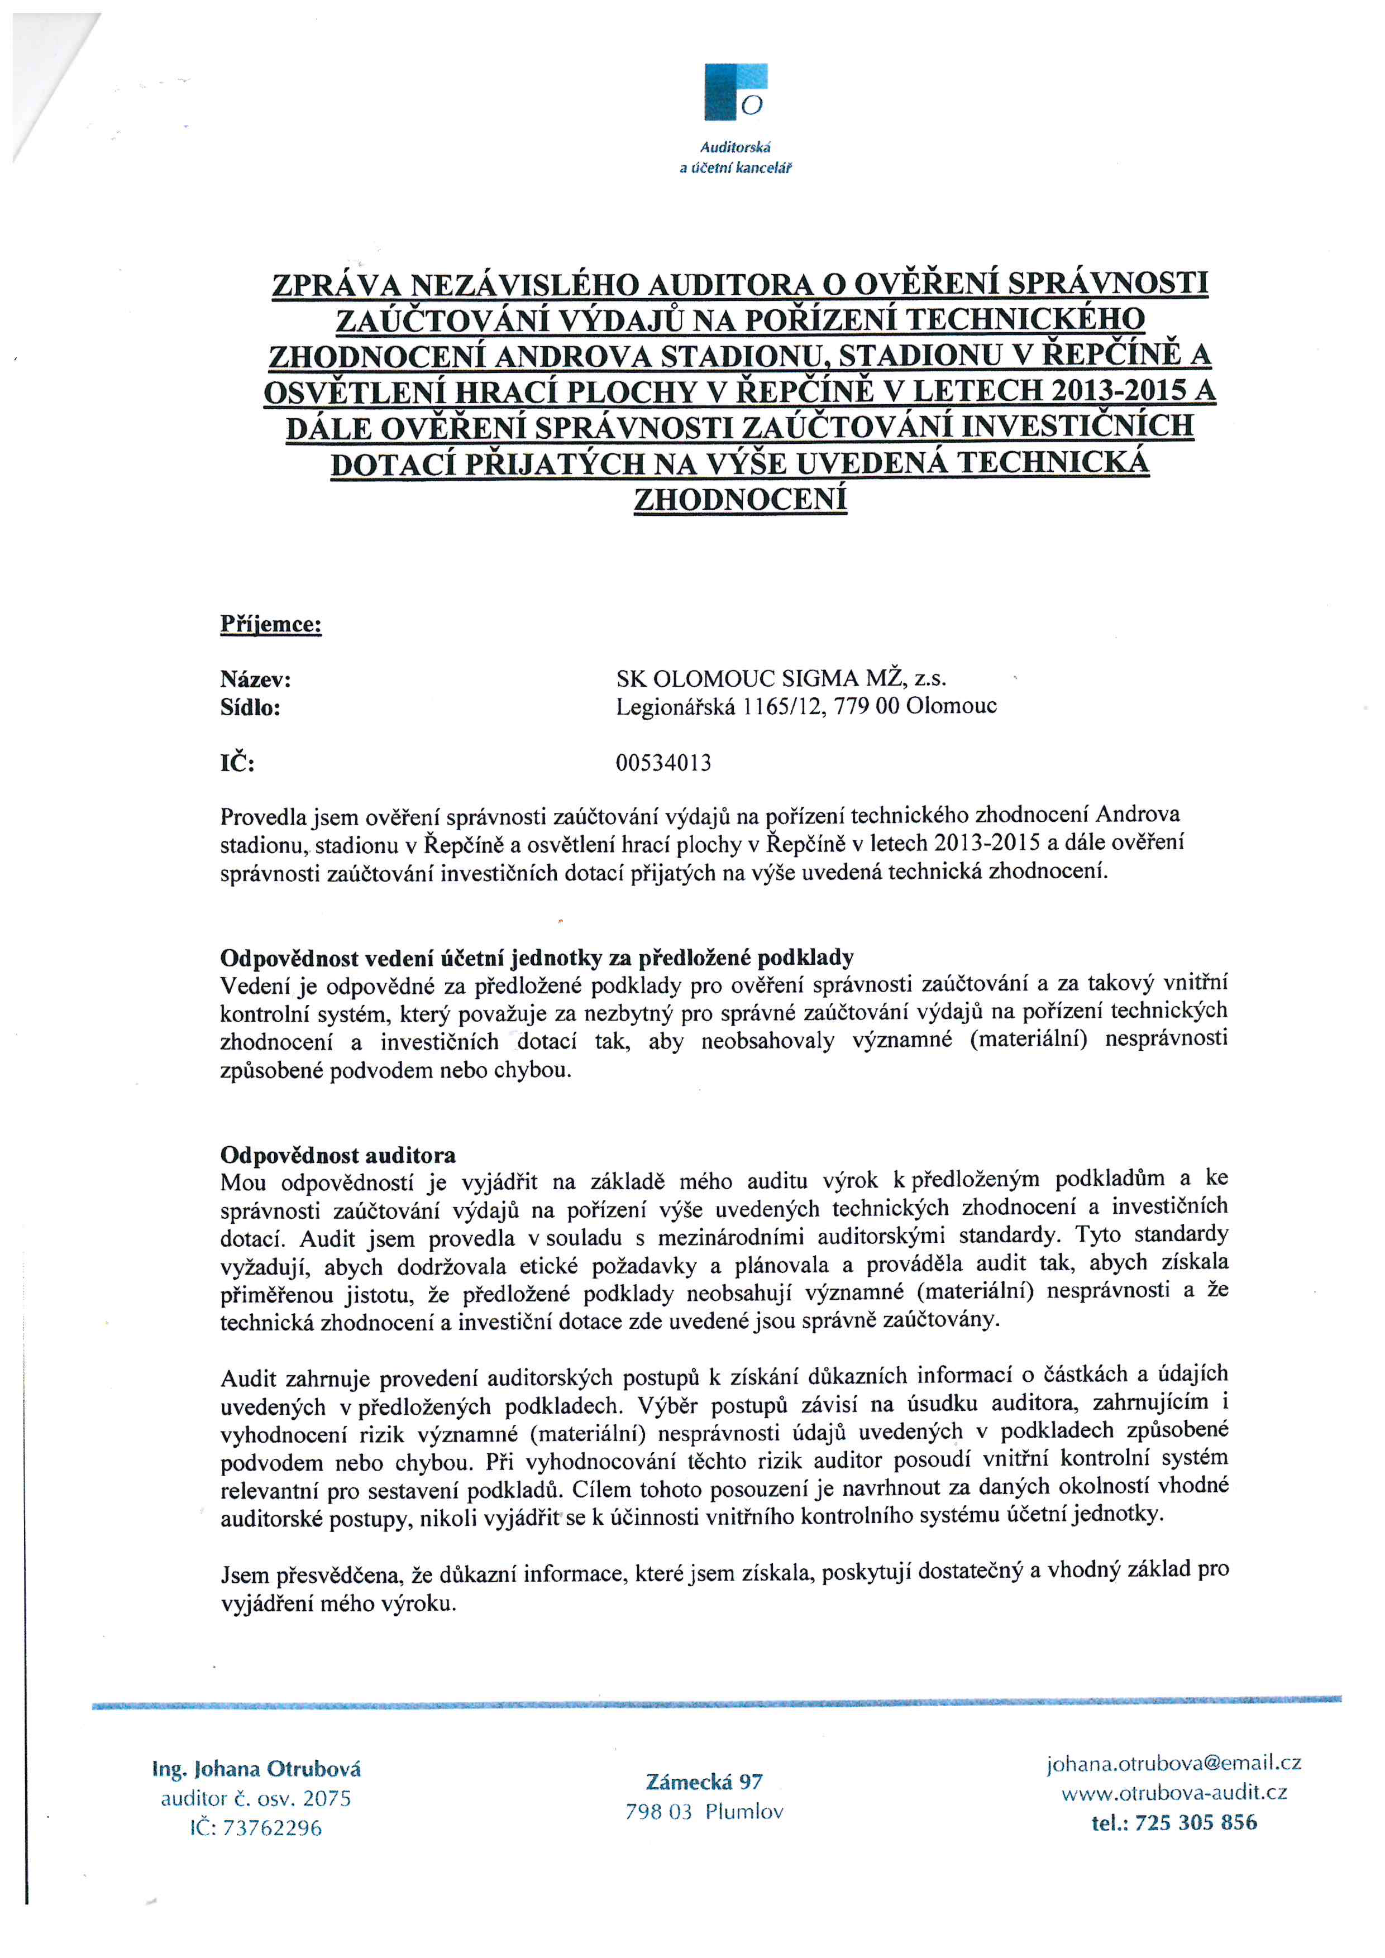 O
Auditorská
a účetní kancelář
ZPRÁVA NEZÁVISLÉHO AUDITORA O OVĚŘENÍ SPRÁVNOSTI
ZAÚČTOVÁNÍ VÝDAJŮ NA POŘÍZENÍ TECHNICKÉHO
ZHODNOCENÍ ANDROVA STADIONU, STADIONU V ŘEPČÍNĚ A
OSVĚTLENÍ HRACÍ PLOCHY V ŘEPČÍNĚ V LETECH 2013-2015 A
DÁLE OVĚŘENÍ SPRÁVNOSTI ZAÚČTOVÁNÍ INVESTIČNÍCH
DOTACÍ PŘIJATÝCH NA VÝŠE UVEDENÁ TECHNICKÁ
ZHODNOCENÍ
Příjemce:
Název: SK OLOMOUC SIGMA MŽ, z.s.
Sídlo: Legionářská 1165/12, 779 00 Olomouc
IČ: 00534013
Provedla jsem ověření správnosti zaúčtování výdajů na pořízení technického zhodnocení Androva
stadionu, stadionu v Řepčíně a osvětlení hrací plochy v Řepčíně v letech 2013-2015 a dále ověření
správnosti zaúčtování investičních dotací přijatých na výše uvedená technická zhodnocení.
Odpovědnost vedení účetní jednotky za předložené podklady
Vedení je odpovědné za předložené podklady pro ověření správnosti zaúčtování a za takový vnitřní
kontrolní systém, který považuje za nezbytný pro správné zaúčtování výdajů na pořízení technických
zhodnocení a investičních dotací tak, aby neobsahovaly významné (materiální) nesprávnosti
způsobené podvodem nebo chybou.
Odpovědnost auditora
Mou odpovědností je vyjádřit na základě mého auditu výrok k předloženým podkladům a ke
správnosti zaúčtování výdajů na pořízení výše uvedených technických zhodnocení a investičních
dotací. Audit jsem provedla v souladu s mezinárodními auditorskými standardy. Tyto standardy
vyžadují, abych dodržovala etické požadavky a plánovala a prováděla audit tak, abych získala
přiměřenou jistotu, že předložené podklady neobsahují významné (materiální) nesprávnosti a že
technická zhodnocení a investiční dotace zde uvedené jsou správně zaúčtovány.
Audit zahrnuje provedení auditorských postupů k získání důkazních informací o částkách a údajích
uvedených v předložených podkladech. Výběr postupů závisí na úsudku auditora, zahrnujícím i
vyhodnocení rizik významné (materiální) nesprávnosti údajů uvedených v podkladech způsobené
podvodem nebo chybou. Při vyhodnocování těchto rizik auditor posoudí vnitřní kontrolní systém
relevantní pro sestavení podkladů. Cílem tohoto posouzení je navrhnout za daných okolností vhodné
auditorské postupy, nikoli vyjádřit se k účinnosti vnitřního kontrolního systému účetní jednotky.
Jsem přesvědčena, že důkazní informace, které jsem získala, poskytují dostatečný a vhodný základ pro
vyjádření mého výroku.
Ing. Johana Otrubová
auditor č. osv. 2075
IČ: 73762296
Zámecká 97
798 03 Plumlov
johana.otrubova@email.cz
www.otrubova-audit.cz
tel.: 725 305 856